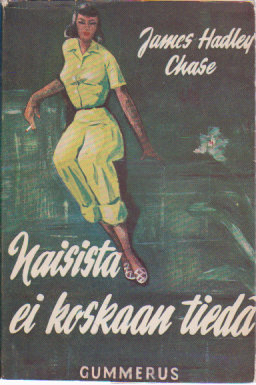 James Hadley
Chase
Naisista
ei koskaan tiedä
GUMMERUS